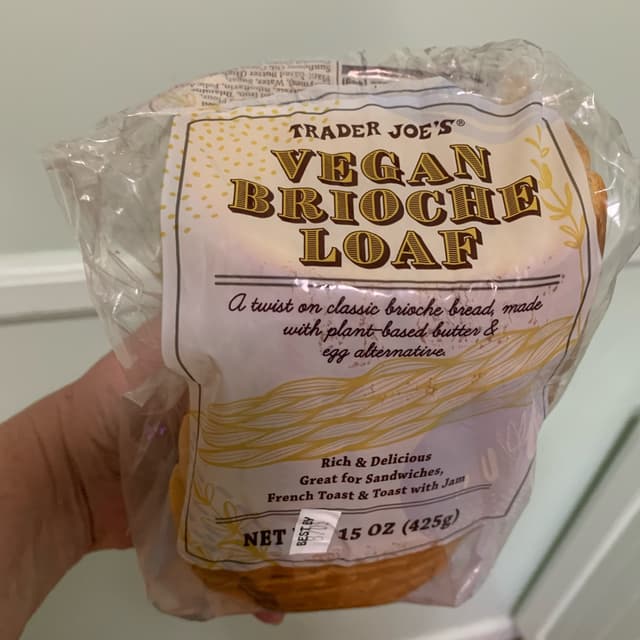 TRADER JOE'S®
VEGAN
BRIOCHE
LOAF
A twist on classic brioche bread, made
with plant-based butter &
egg alternative.
Rich & Delicious
Great for Sandwiches,
French Toast & Toast with Jam
NET 15 OZ (425g)
BEST BY